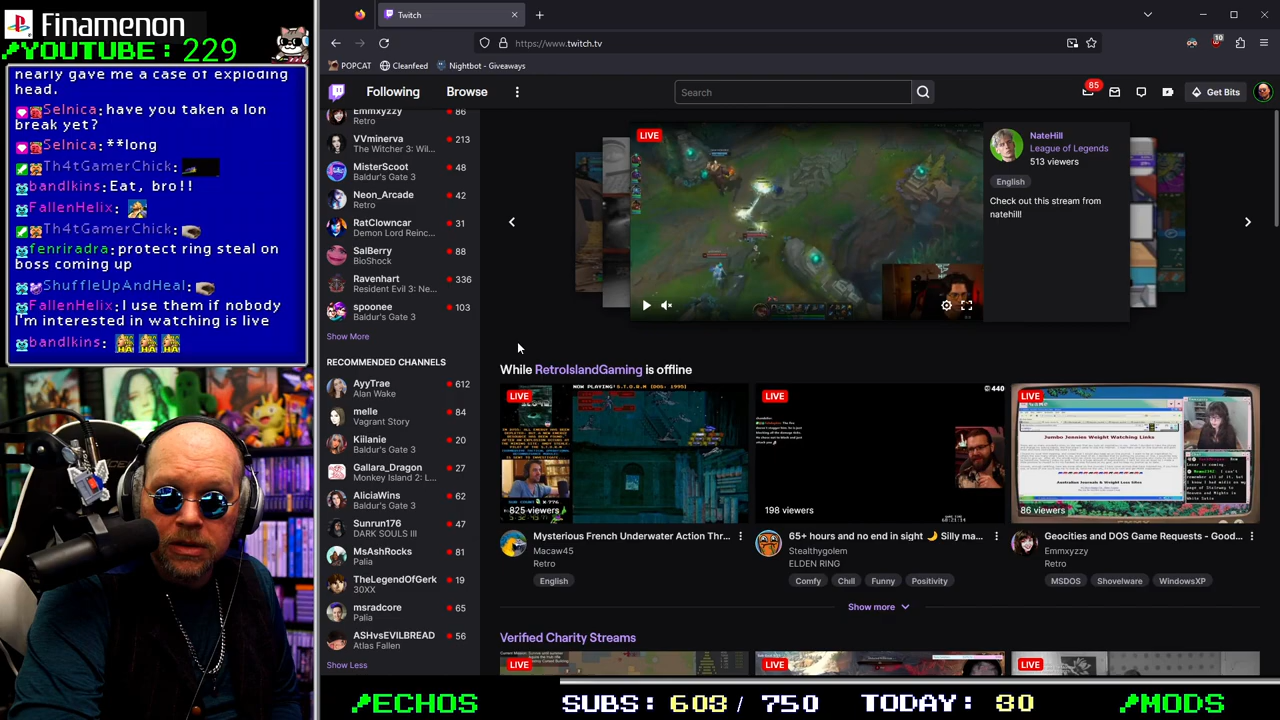 Finamenon
/YOUTUBE: 229
nearly gave me a case of exploding
head.
Selnica: have you taken a lon
break yet?
Selnica: **long
Th4tGamerChick:
bandlkins: Eat, bro!!
FallenHelix:
Th4tGamerChick:
fenriradra: protect ring steal on
boss coming up
ShuffleUpAndHeal:
FallenHelix: I use them if nobody
I'm interested in watching is live
bandlkins:
Twitch
https://www.twitch.tv
10
POPCAT
Cleanfeed
Nightbot - Giveaways
Following
Browse
Search
85
Get Bits
Emmxyzzy
86
Retro
VVminerva
213
The Witcher 3: Wil...
MisterScoot
48
Baldur's Gate 3
Neon_Arcade
42
Retro
RatClowncar
31
Demon Lord Reinc...
SalBerry
88
BioShock
Ravenhart
336
Resident Evil 3: Ne...
spoonee
103
Baldur's Gate 3
Show More
RECOMMENDED CHANNELS
AyyTrae
612
Alan Wake
melle
84
Vagrant Story
Kiilanie
20
Baldur's Gate 3
Gallara_Dragon
27
Monkey Island 2: L...
AliciaWins
62
Baldur's Gate 3
Sunrun176
47
DARK SOULS III
MsAshRocks
81
Palia
TheLegendOfGerk
19
30XX
msradcore
65
Palia
ASHvsEVILBREAD
56
Atlas Fallen
Show Less
LIVE
NateHill
League of Legends
513 viewers
English
Check out this stream from
natehill!
While RetroIslandGaming is offline
LIVE
825 viewers
Mysterious French Underwater Action Thr...
Macaw45
Retro
English
LIVE
440
198 viewers
65+ hours and no end in sight 🌙 Silly ma...
Stealthygolem
ELDEN RING
Comfy
Chill
Funny
Positivity
LIVE
Jumbo Jennies Weight Watching Links
86 viewers
Geocities and DOS Game Requests - Good...
Emmxyzzy
Retro
MSDOS
Shovelware
WindowsXP
Show more
Verified Charity Streams
LIVE
LIVE
LIVE
/ECHOS
SUBS: 603/ 750
TODAY: 30
/MODS